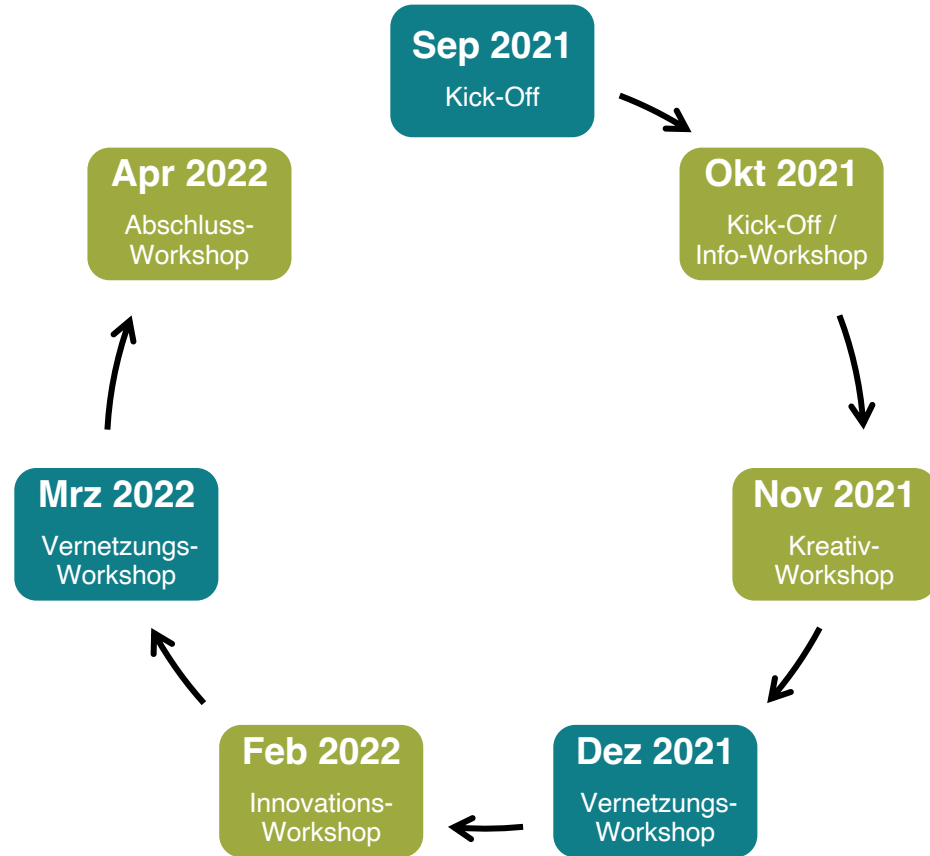 Sep 2021
Kick-Off
Okt 2021
Kick-Off /
Info-Workshop
Nov 2021
Kreativ-
Workshop
Dez 2021
Vernetzungs-
Workshop
Feb 2022
Innovations-
Workshop
Mrz 2022
Vernetzungs-
Workshop
Apr 2022
Abschluss-
Workshop